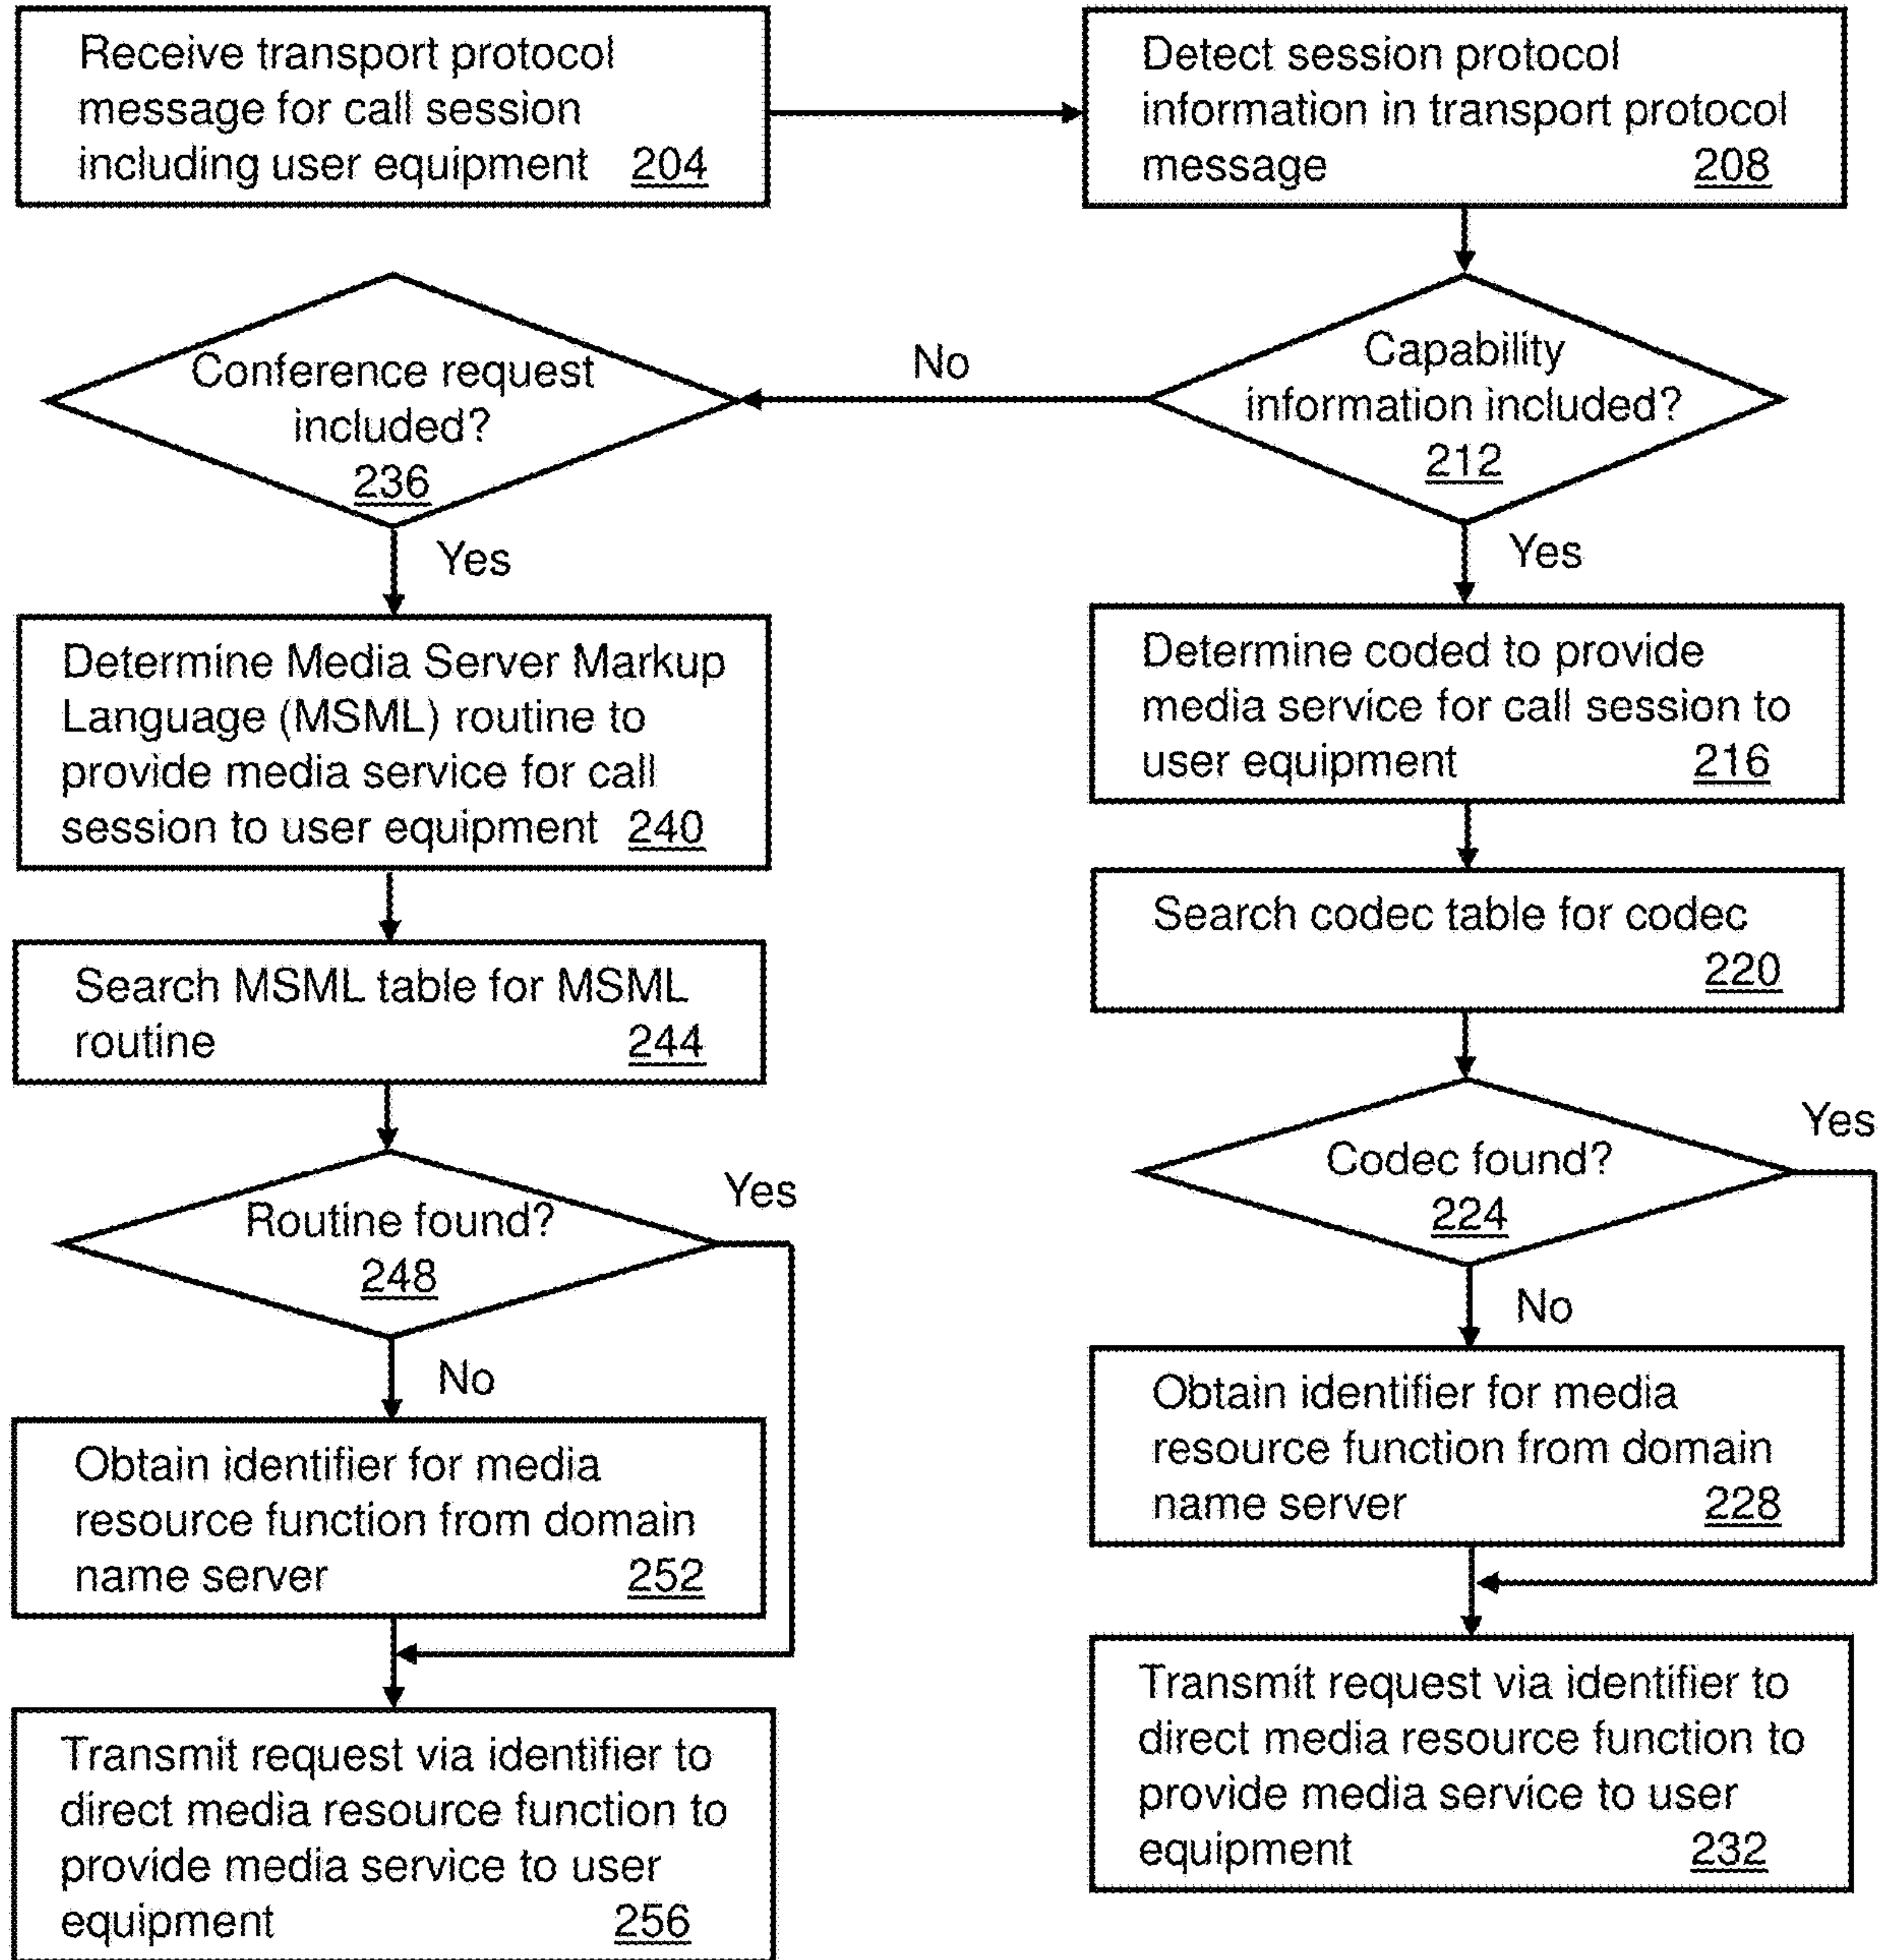 Receive transport protocol
message for call session
including user equipment 204
Detect session protocol
information in transport protocol
message 208
Capability
information included?
212
No
Conference request
included?
236
Yes
Yes
Determine Media Server Markup
Language (MSML) routine to
provide media service for call
session to user equipment 240
Search MSML table for MSML
routine 244
Routine found?
248
Yes
No
Obtain identifier for media
resource function from domain
name server 252
Transmit request via identifier to
direct media resource function to
provide media service to user
equipment 256
Determine coded to provide
media service for call session to
user equipment 216
Search codec table for codec
220
Codec found?
224
Yes
No
Obtain identifier for media
resource function from domain
name server 228
Transmit request via identifier to
direct media resource function to
provide media service to user
equipment 232